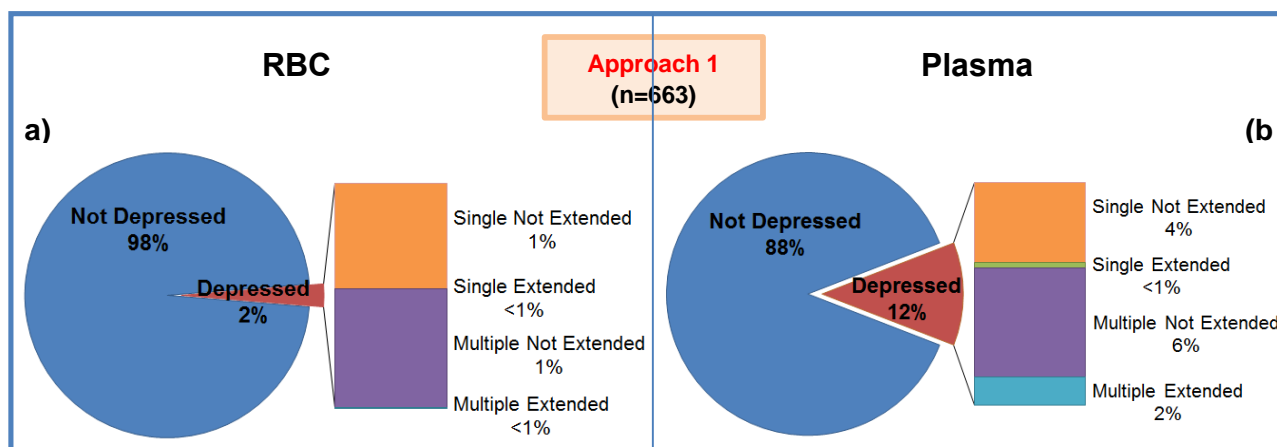 RBC
Approach 1
(n=663)
Plasma
a)
(b
Not Depressed
98%
Depressed
2%
Single Not Extended
1%
Single Extended
<1%
Multiple Not Extended
1%
Multiple Extended
<1%
Not Depressed
88%
Depressed
12%
Single Not Extended
4%
Single Extended
<1%
Multiple Not Extended
6%
Multiple Extended
2%